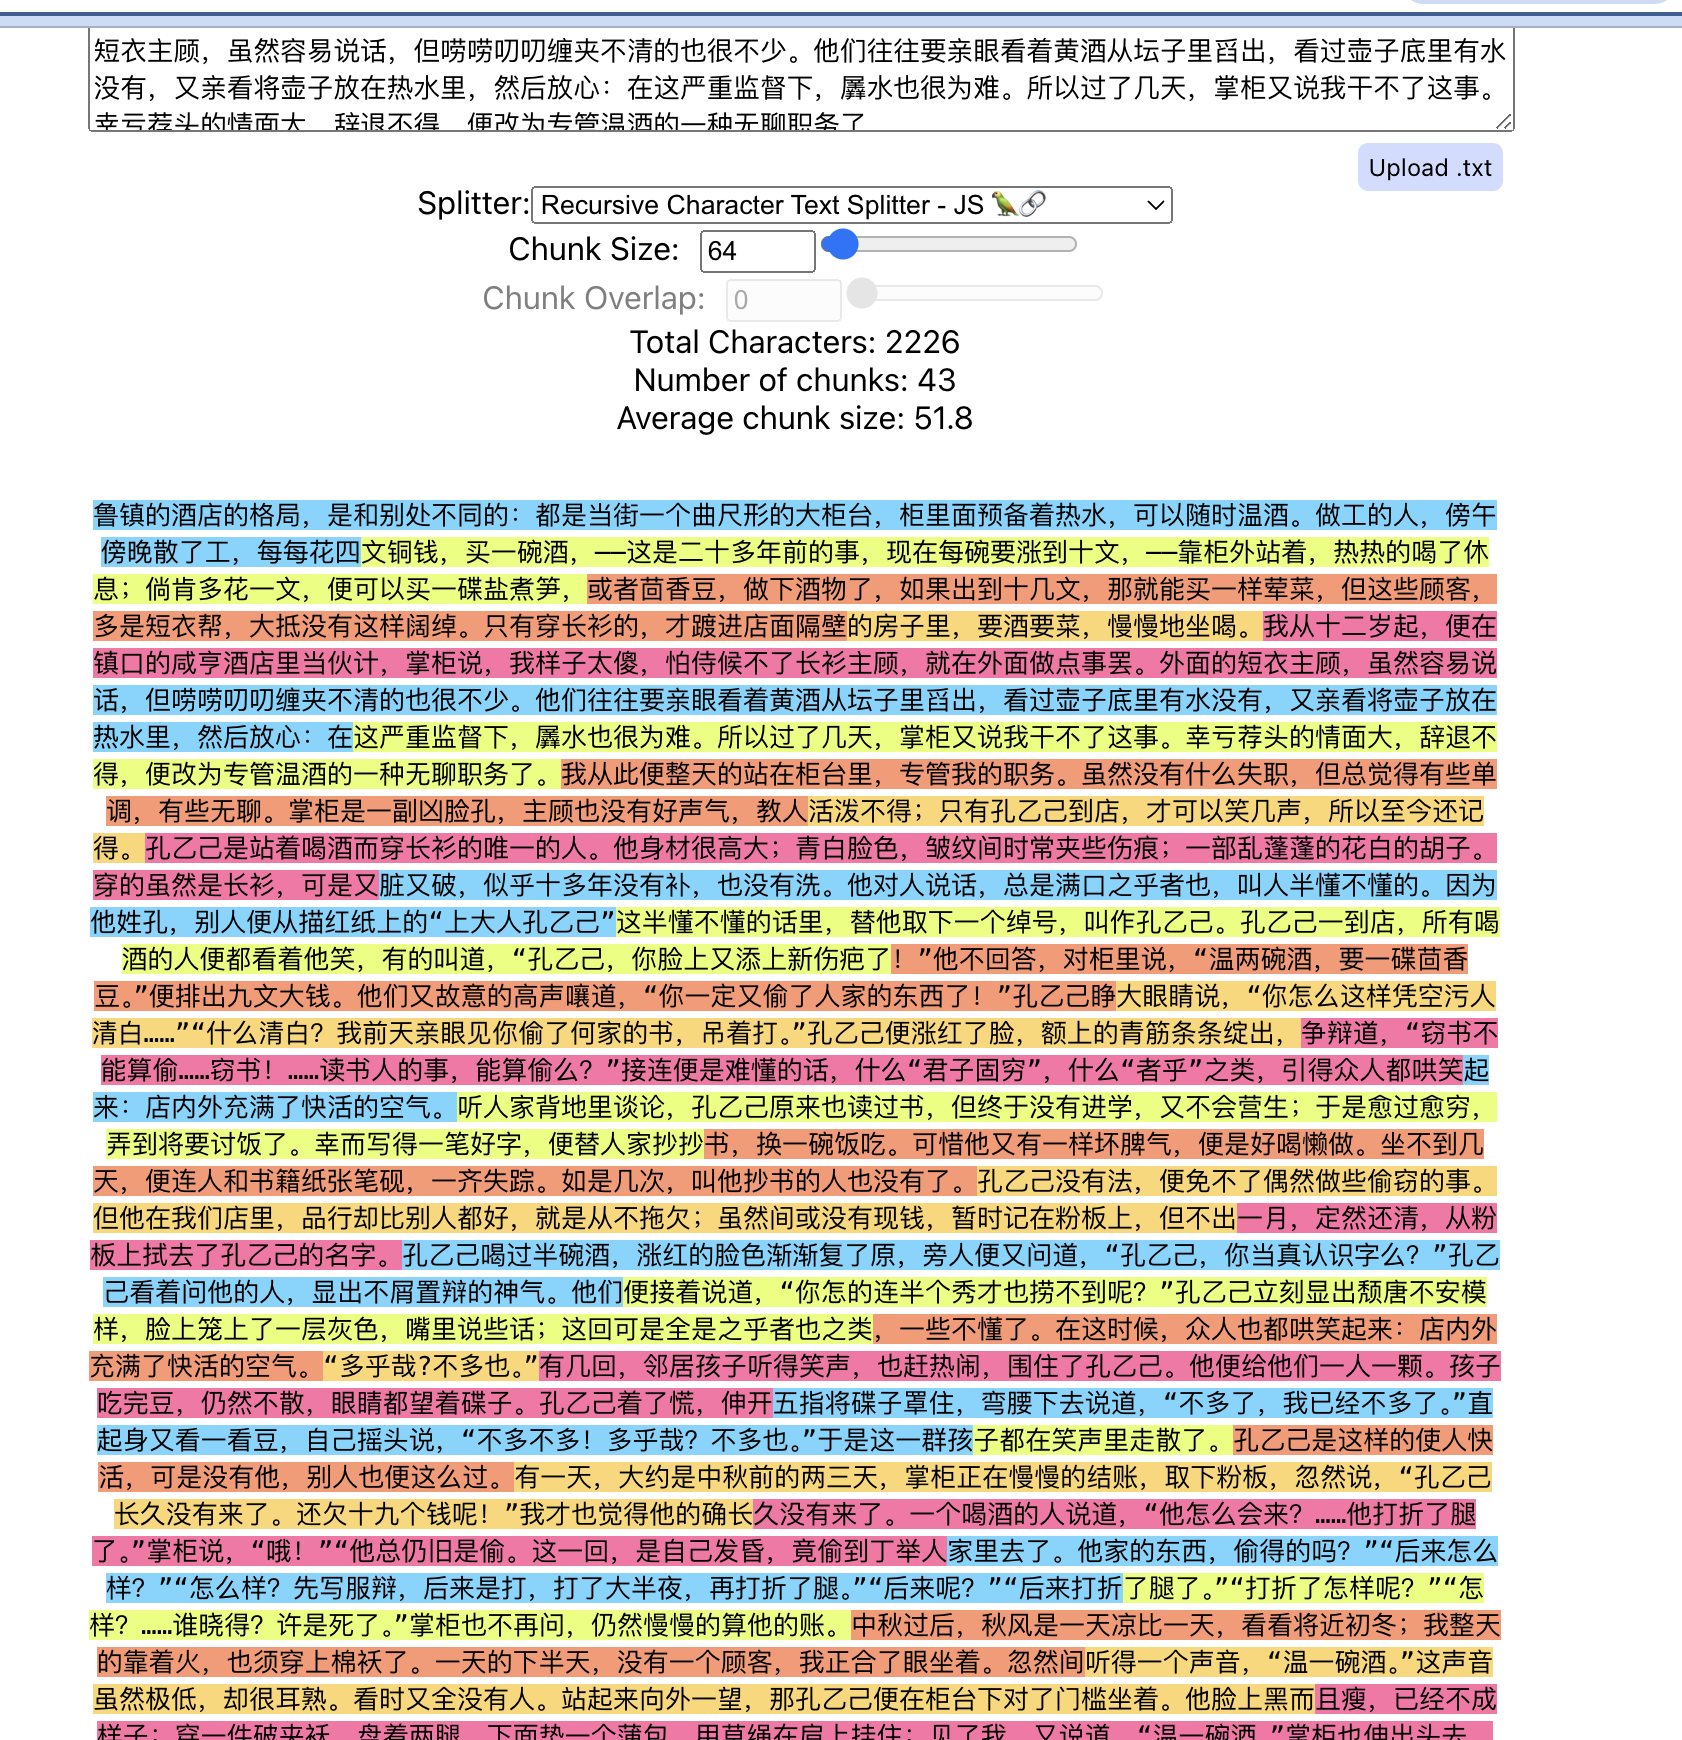 短衣主顾，虽然容易说话，但唠唠叨叨缠夹不清的也很不少。他们往往要亲眼看着黄酒从坛子里舀出，看过壶子底里有水
没有，又亲看将壶子放在热水里，然后放心：在这严重监督下，羼水也很为难。所以过了几天，掌柜又说我干不了这事。
幸亏荐头的情面大，辞退不得，便改为专管温酒的一种无聊职务了
Upload .txt
Splitter: Recursive Character Text Splitter - JS 🦜🔗
Chunk Size: 64
Chunk Overlap: 0
Total Characters: 2226
Number of chunks: 43
Average chunk size: 51.8
鲁镇的酒店的格局，是和别处不同的：都是当街一个曲尺形的大柜台，柜里面预备着热水，可以随时温酒。做工的人，傍午
傍晚散了工，每每花四文铜钱，买一碗酒，——这是二十多年前的事，现在每碗要涨到十文，——靠柜外站着，热热的喝了休
息；倘肯多花一文，便可以买一碟盐煮笋，或者茴香豆，做下酒物了，如果出到十几文，那就能买一样荤菜，但这些顾客，
多是短衣帮，大抵没有这样阔绰。只有穿长衫的，才踱进店面隔壁的房子里，要酒要菜，慢慢地坐喝。我从十二岁起，便在
镇口的咸亨酒店里当伙计，掌柜说，我样子太傻，怕侍候不了长衫主顾，就在外面做点事罢。外面的短衣主顾，虽然容易说
话，但唠唠叨叨缠夹不清的也很不少。他们往往要亲眼看着黄酒从坛子里舀出，看过壶子底里有水没有，又亲看将壶子放在
热水里，然后放心：在这严重监督下，羼水也很为难。所以过了几天，掌柜又说我干不了这事。幸亏荐头的情面大，辞退不
得，便改为专管温酒的一种无聊职务了。我从此便整天的站在柜台里，专管我的职务。虽然没有什么失职，但总觉得有些单
调，有些无聊。掌柜是一副凶脸孔，主顾也没有好声气，教人活泼不得；只有孔乙己到店，才可以笑几声，所以至今还记
得。孔乙己是站着喝酒而穿长衫的唯一的人。他身材很高大；青白脸色，皱纹间时常夹些伤痕；一部乱蓬蓬的花白的胡子。
穿的虽然是长衫，可是又脏又破，似乎十多年没有补，也没有洗。他对人说话，总是满口之乎者也，叫人半懂不懂的。因为
他姓孔，别人便从描红纸上的“上大人孔乙己”这半懂不懂的话里，替他取下一个绰号，叫作孔乙己。孔乙己一到店，所有喝
酒的人便都看着他笑，有的叫道，“孔乙己，你脸上又添上新伤疤了！”他不回答，对柜里说，“温两碗酒，要一碟茴香
豆。”便排出九文大钱。他们又故意的高声嚷道，“你一定又偷了人家的东西了！”孔乙己睁大眼睛说，“你怎么这样凭空污人
清白……”“什么清白？我前天亲眼见你偷了何家的书，吊着打。”孔乙己便涨红了脸，额上的青筋条条绽出，争辩道，“窃书不
能算偷……窃书！……读书人的事，能算偷么？”接连便是难懂的话，什么“君子固穷”，什么“者乎”之类，引得众人都哄笑起
来：店内外充满了快活的空气。听人家背地里谈论，孔乙己原来也读过书，但终于没有进学，又不会营生；于是愈过愈穷，
弄到将要讨饭了。幸而写得一笔好字，便替人家抄抄书，换一碗饭吃。可惜他又有一样坏脾气，便是好喝懒做。坐不到几
天，便连人和书籍纸张笔砚，一齐失踪。如是几次，叫他抄书的人也没有了。孔乙己没有法，便免不了偶然做些偷窃的事。
但他在我们店里，品行却比别人都好，就是从不拖欠；虽然间或没有现钱，暂时记在粉板上，但不出一月，定然还清，从粉
板上拭去了孔乙己的名字。孔乙己喝过半碗酒，涨红的脸色渐渐复了原，旁人便又问道，“孔乙己，你当真认识字么？”孔乙
己看着问他的人，显出不屑置辩的神气。他们便接着说道，“你怎的连半个秀才也捞不到呢？”孔乙己立刻显出颓唐不安模
样，脸上笼上了一层灰色，嘴里说些话；这回可是全是之乎者也之类，一些不懂了。在这时候，众人也都哄笑起来：店内外
充满了快活的空气。“多乎哉?不多也。”有几回，邻居孩子听得笑声，也赶热闹，围住了孔乙己。他便给他们一人一颗。孩子
吃完豆，仍然不散，眼睛都望着碟子。孔乙己着了慌，伸开五指将碟子罩住，弯腰下去说道，“不多了，我已经不多了。”直
起身又看一看豆，自己摇头说，“不多不多！多乎哉？不多也。”于是这一群孩子都在笑声里走散了。孔乙己是这样的使人快
活，可是没有他，别人也便这么过。有一天，大约是中秋前的两三天，掌柜正在慢慢的结账，取下粉板，忽然说，“孔乙己
长久没有来了。还欠十九个钱呢！”我才也觉得他的确长久没有来了。一个喝酒的人说道，“他怎么会来？……他打折了腿
了。”掌柜说，“哦！”“他总仍旧是偷。这一回，是自己发昏，竟偷到丁举人家里去了。他家的东西，偷得的吗？”“后来怎么
样？”“怎么样？先写服辩，后来是打，打了大半夜，再打折了腿。”“后来呢？”“后来打折了腿了。”“打折了怎样呢？”“怎
样？……谁晓得？许是死了。”掌柜也不再问，仍然慢慢的算他的账。中秋过后，秋风是一天凉比一天，看看将近初冬；我整天
的靠着火，也须穿上棉袄了。一天的下半天，没有一个顾客，我正合了眼坐着。忽然间听得一个声音，“温一碗酒。”这声音
虽然极低，却很耳熟。看时又全没有人。站起来向外一望，那孔乙己便在柜台下对了门槛坐着。他脸上黑而且瘦，已经不成
样子；穿一件破夹袄，盘着两腿，下面垫一个蒲包，用草绳在肩上挂住；见了我，又说道，“温一碗酒。”掌柜也伸出头去，